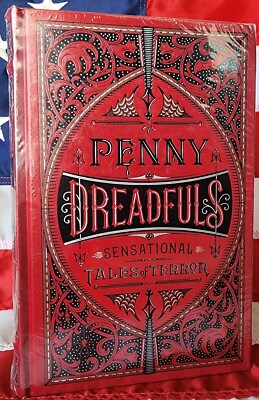 PENNY
DREADFULS
SENSATIONAL
TALES OF TERROR